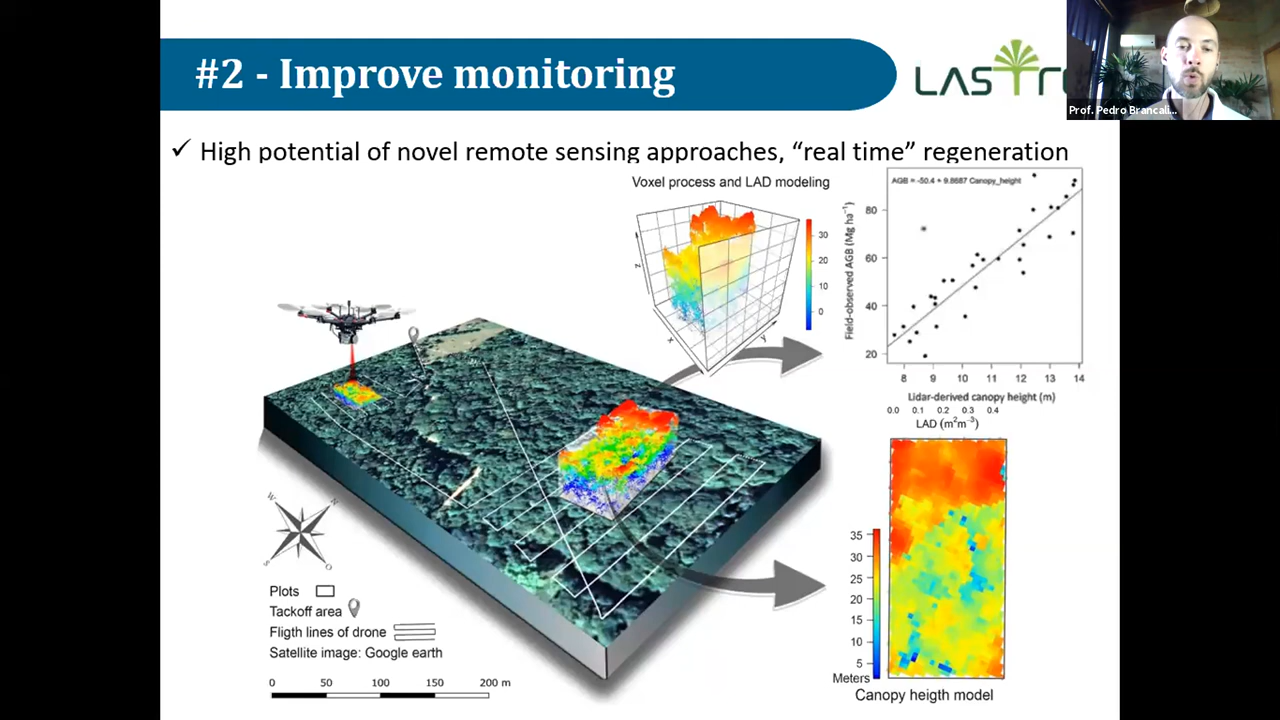 #2 - Improve monitoring
LAST
Prof. Pedro Brancali...
✓ High potential of novel remote sensing approaches, “real time” regeneration
Voxel process and LAD modeling
30
20
10
0
z
x
y
AGB = -50.4 + 9.8687 Canopy_height
Field-observed AGB (Mg ha⁻¹)
80
60
40
20
8 9 10 11 12 13 14
Lidar-derived canopy height (m)
0.0 0.1 0.2 0.3 0.4
LAD (m²m⁻³)
W N
S O
Plots
Tackoff area
Fligth lines of drone
Satellite image: Google earth
0 50 100 150 200 m
35
30
25
20
15
10
5
Meters
Canopy heigth model